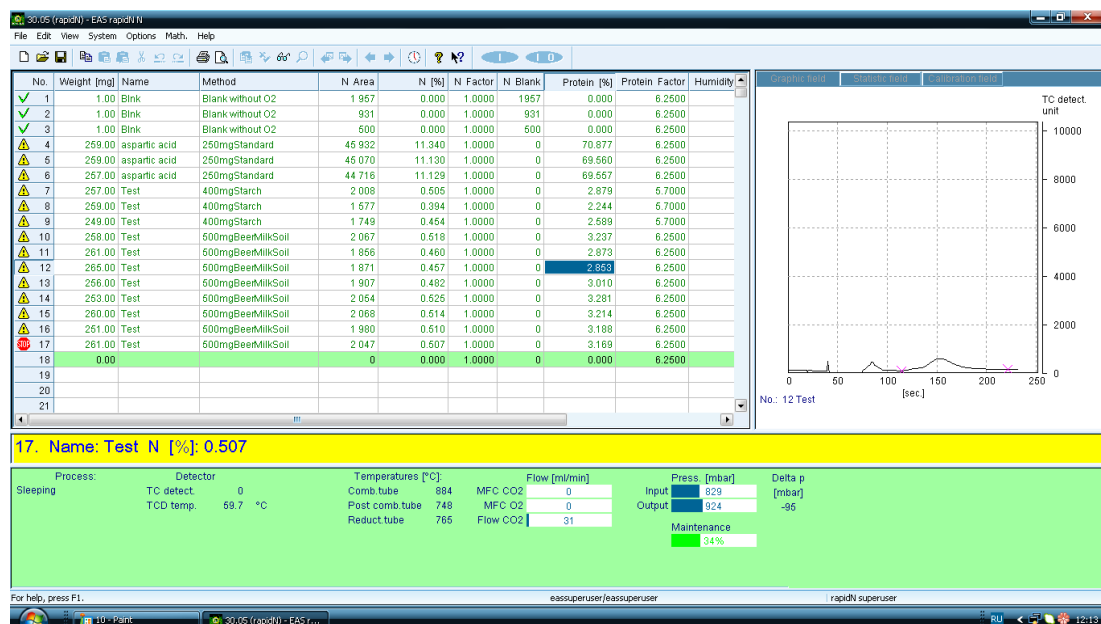 30.05 (rapidN) - EAS rapidN N
File Edit View System Options Math. Help
No. Weight [mg] Name Method N Area N [%] N Factor N Blank Protein [%] Protein Factor Humidity
1 1.00 Blnk Blank without O2 1 957 0.000 1.0000 1957 0.000 6.2500
2 1.00 Blnk Blank without O2 931 0.000 1.0000 931 0.000 6.2500
3 1.00 Blnk Blank without O2 500 0.000 1.0000 500 0.000 6.2500
4 259.00 aspartic acid 250mgStandard 45 932 11.340 1.0000 0 70.877 6.2500
5 259.00 aspartic acid 250mgStandard 45 070 11.130 1.0000 0 69.560 6.2500
6 257.00 aspartic acid 250mgStandard 44 716 11.129 1.0000 0 69.557 6.2500
7 257.00 Test 400mgStarch 2 008 0.505 1.0000 0 2.879 5.7000
8 259.00 Test 400mgStarch 1 577 0.394 1.0000 0 2.244 5.7000
9 249.00 Test 400mgStarch 1 749 0.454 1.0000 0 2.589 5.7000
10 258.00 Test 500mgBeerMilkSoil 2 067 0.518 1.0000 0 3.237 6.2500
11 261.00 Test 500mgBeerMilkSoil 1 856 0.460 1.0000 0 2.873 6.2500
12 265.00 Test 500mgBeerMilkSoil 1 871 0.457 1.0000 0 2.853 6.2500
13 256.00 Test 500mgBeerMilkSoil 1 907 0.482 1.0000 0 3.010 6.2500
14 253.00 Test 500mgBeerMilkSoil 2 054 0.525 1.0000 0 3.281 6.2500
15 260.00 Test 500mgBeerMilkSoil 2 068 0.514 1.0000 0 3.214 6.2500
16 251.00 Test 500mgBeerMilkSoil 1 980 0.510 1.0000 0 3.188 6.2500
STOP 17 261.00 Test 500mgBeerMilkSoil 2 047 0.507 1.0000 0 3.169 6.2500
18 0.00 0 0.000 1.0000 0 0.000 6.2500
19
20
21
Graphic field Statistic field Calibration field
TC detect.
unit
10000
8000
6000
4000
2000
0
0 50 100 150 200 250
[sec.]
No.: 12 Test
17. Name: Test N [%]: 0.507
Process: Detector Temperatures [°C]: Flow [ml/min] Press. [mbar] Delta p
Sleeping TC detect. 0 Comb.tube 884 MFC CO2 0 Input 829 [mbar]
TCD temp. 59.7 °C Post comb.tube 748 MFC O2 0 Output 924 -95
Reduct.tube 765 Flow CO2 31
Maintenance
34%
For help, press F1. eassuperuser/eassuperuser rapidN superuser
10 - Paint 30.05 (rapidN) - EAS r... RU 12:13